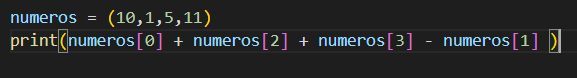 numeros = (10,1,5,11)
print(numeros[0] + numeros[2] + numeros[3] - numeros[1] )